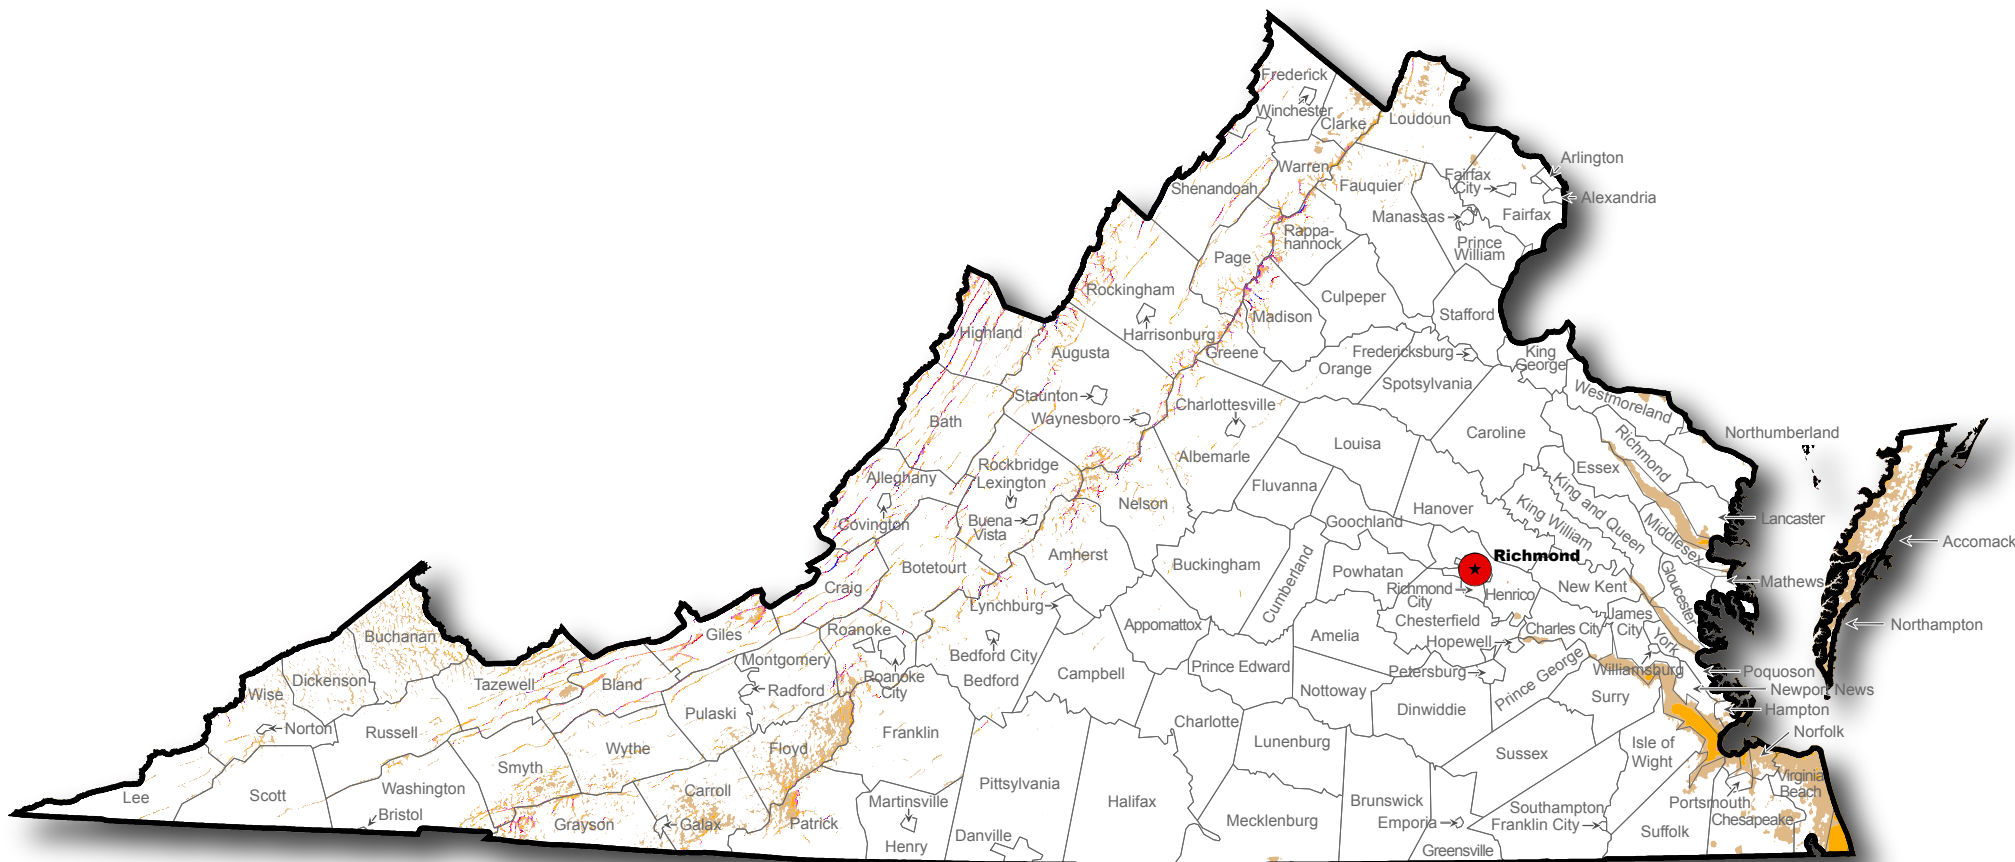 Frederick
Winchester
Clarke
Loudoun
Arlington
Warren
Shenandoah
Fauquier
Fairfax
City
Alexandria
Manassas
Fairfax
Rappa-
hannock
Prince
William
Page
Rockingham
Culpeper
Madison
Stafford
Highland
Harrisonburg
Augusta
Greene
Fredericksburg
King
George
Orange
Spotsylvania
Staunton
Waynesboro
Charlottesville
Westmoreland
Bath
Louisa
Caroline
Richmond
Northumberland
Albemarle
Rockbridge
Lexington
Essex
Alleghany
Fluvanna
King and Queen
Nelson
Hanover
King William
Covington
Buena
Vista
Goochland
Middlesex
Lancaster
Accomack
Amherst
Richmond
Botetourt
Buckingham
Cumberland
Powhatan
Craig
Richmond
City
Henrico
New Kent
Gloucester
Mathews
Lynchburg
Chesterfield
James
City
Northampton
Buchanan
Giles
Roanoke
Appomattox
Amelia
Hopewell
Charles City
York
Bedford City
Montgomery
Campbell
Prince Edward
Petersburg
Prince George
Williamsburg
Poquoson
Dickenson
Wise
Tazewell
Bland
Radford
Roanoke
City
Bedford
Nottoway
Newport News
Surry
Hampton
Norton
Russell
Pulaski
Charlotte
Dinwiddie
Norfolk
Wythe
Floyd
Franklin
Lunenburg
Sussex
Isle of
Wight
Smyth
Pittsylvania
Virginia
Beach
Lee
Scott
Washington
Carroll
Martinsville
Halifax
Brunswick
Southampton
Portsmouth
Bristol
Grayson
Galax
Patrick
Mecklenburg
Emporia
Franklin City
Chesapeake
Danville
Henry
Greensville
Suffolk